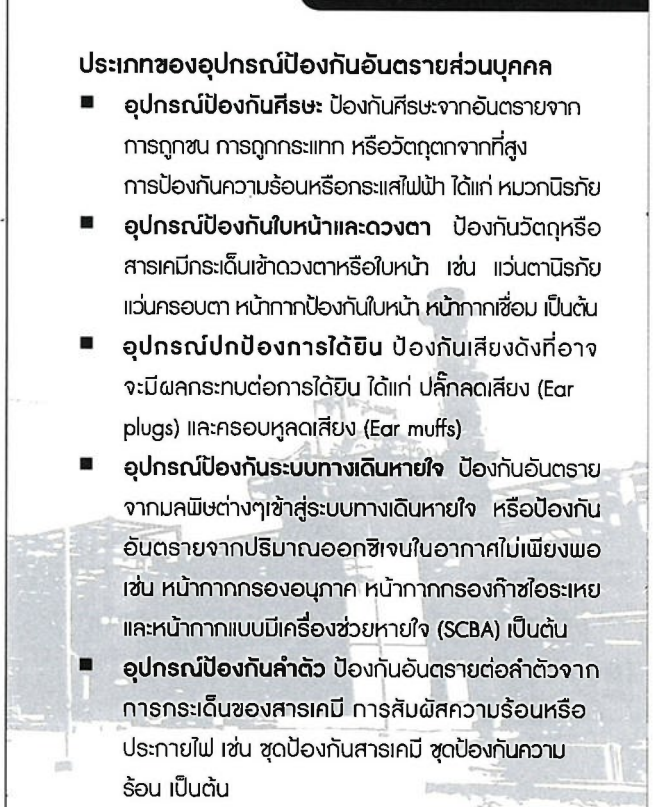 ประเภทของอุปกรณ์ป้องกันอันตรายส่วนบุคคล
■ อุปกรณ์ป้องกันศีรษะ ป้องกันศีรษะจากอันตรายจาก
การถูกชน การถูกกระแทก หรือวัตถุตกจากที่สูง
การป้องกันความร้อนหรือกระแสไฟฟ้า ได้แก่ หมวกนิรภัย
■ อุปกรณ์ป้องกันใบหน้าและดวงตา ป้องกันวัตถุหรือ
สารเคมีกระเด็นเข้าดวงตาหรือใบหน้า เช่น แว่นตานิรภัย
แว่นครอบตา หน้ากากป้องกันใบหน้า หน้ากากเชื่อม เป็นต้น
■ อุปกรณ์ปกป้องการได้ยิน ป้องกันเสียงดังที่อาจ
จะมีผลกระทบต่อการได้ยิน ได้แก่ ปลั๊กลดเสียง (Ear
plugs) และครอบหูลดเสียง (Ear muffs)
■ อุปกรณ์ป้องกันระบบทางเดินหายใจ ป้องกันอันตราย
จากมลพิษต่างๆเข้าสู่ระบบทางเดินหายใจ หรือป้องกัน
อันตรายจากปริมาณออกซิเจนในอากาศไม่เพียงพอ
เช่น หน้ากากกรองอนุภาค หน้ากากกรองก๊าซไอระเหย
และหน้ากากแบบมีเครื่องช่วยหายใจ (SCBA) เป็นต้น
■ อุปกรณ์ป้องกันลำตัว ป้องกันอันตรายต่อลำตัวจาก
การกระเด็นของสารเคมี การสัมผัสความร้อนหรือ
ประกายไฟ เช่น ชุดป้องกันสารเคมี ชุดป้องกันความ
ร้อน เป็นต้น